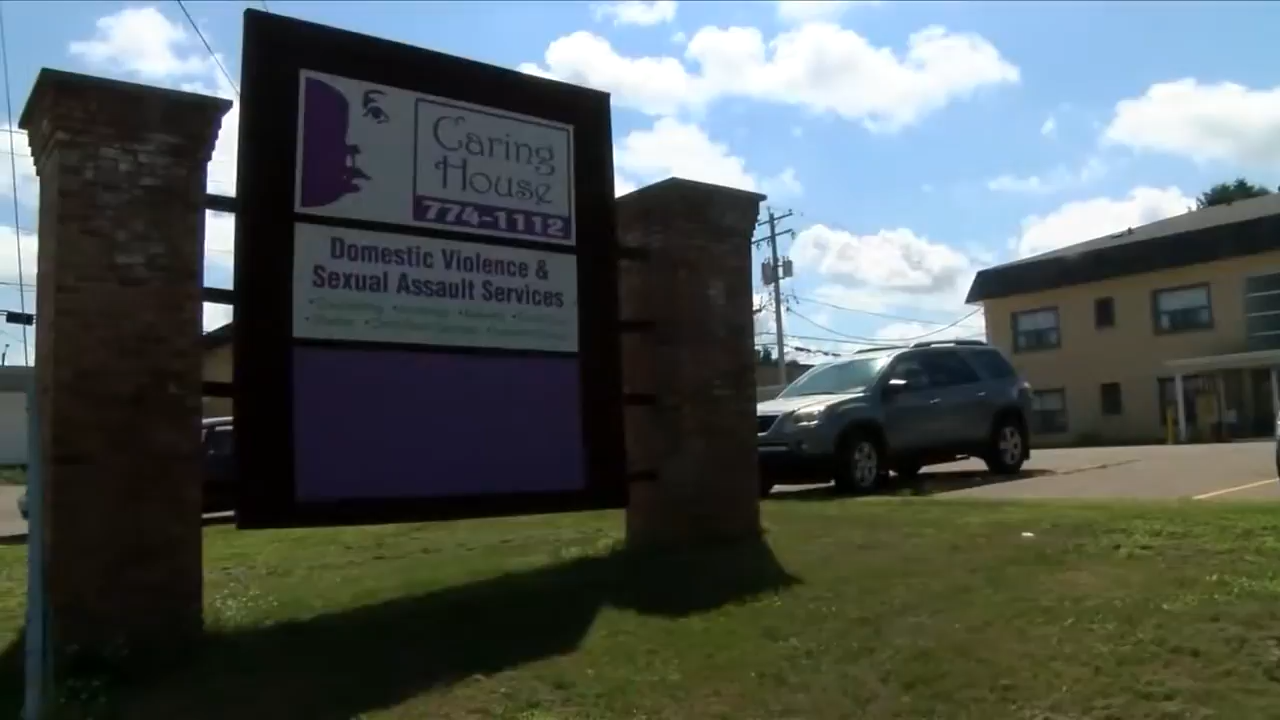 Caring
House
774-1112
Domestic Violence &
Sexual Assault Services